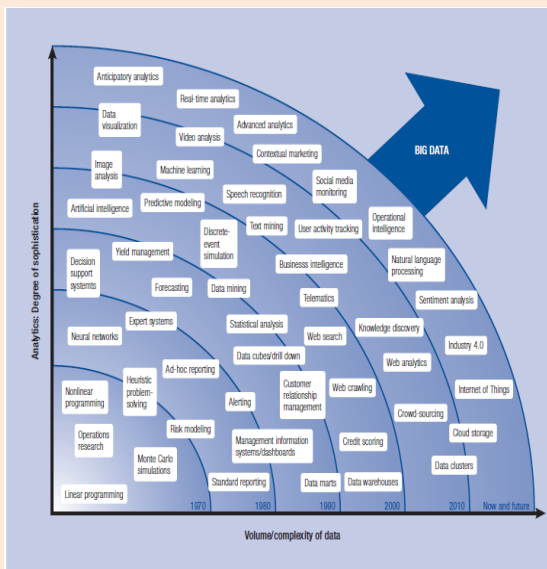 Anticipatory analytics
Real-time analytics
Data
visualization
Advanced analytics
Video analysis
BIG DATA
Contextual marketing
Image
analysis
Machine learning
Social media
monitoring
Speech recognition
Artificial intelligence
Predictive modeling
Operational
intelligence
Discrete-
event
simulation
Text mining
User activity tracking
Yield management
Decision
support
systemts
Businesss intelligence
Natural language
processing
Forecasting
Data mining
Telematics
Sentiment analysis
Expert systems
Statistical analysis
Knowledge discovery
Neural networks
Web search
Industry 4.0
Data cubes/drill down
Web analytics
Ad-hoc reporting
Heuristic
problem-
solving
Customer
relationship
management
Web crawling
Internet of Things
Nonlinear
programming
Alerting
Crowd-sourcing
Risk modeling
Cloud storage
Operations
research
Management information
systems/dashboards
Credit scoring
Monte Carlo
simulations
Data clusters
Standard reporting
Data marts
Data warehouses
Linear programming
1970
1980
1990
2000
2010
Now and future
Analytics: Degree of sophistication
Volume/complexity of data